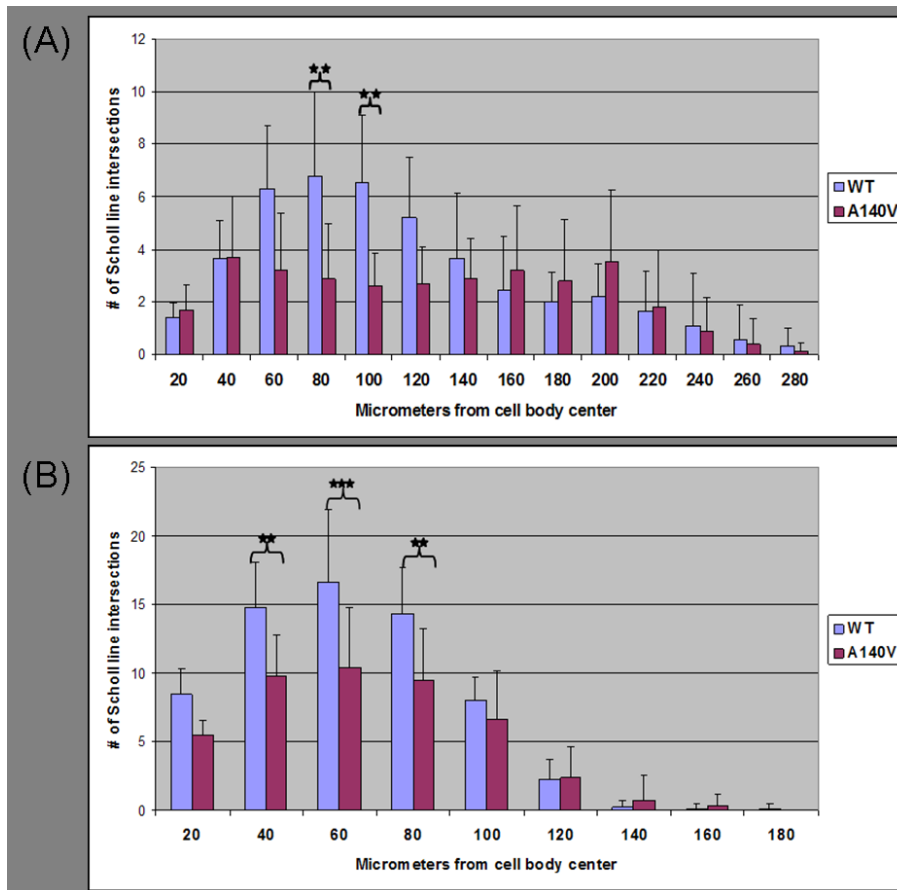 (A)
12
10
8
6
4
2
0
# of Scholl line intersections
★★
★★
20 40 60 80 100 120 140 160 180 200 220 240 260 280
Micrometers from cell body center
WT
A140V
(B)
25
20
15
10
5
0
# of Scholl line intersections
★★
★★★
★★
20 40 60 80 100 120 140 160 180
Micrometers from cell body center
WT
A140V